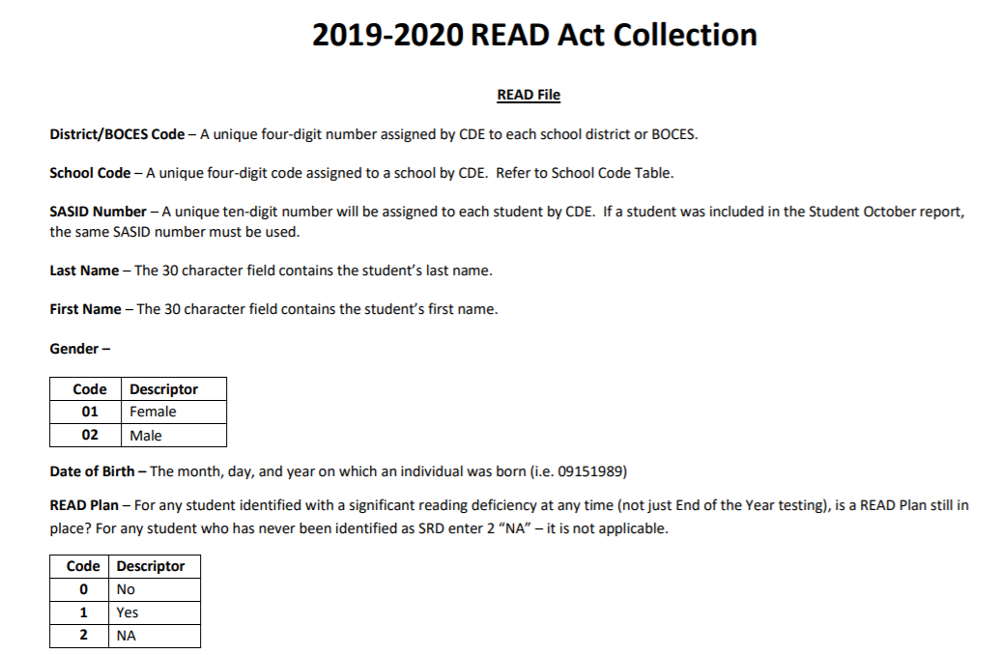 2019-2020 READ Act Collection
READ File
District/BOCES Code – A unique four-digit number assigned by CDE to each school district or BOCES.
School Code – A unique four-digit code assigned to a school by CDE.  Refer to School Code Table.
SASID Number – A unique ten-digit number will be assigned to each student by CDE.  If a student was included in the Student October report,
the same SASID number must be used.
Last Name – The 30 character field contains the student’s last name.
First Name – The 30 character field contains the student’s first name.
Gender –
Code Descriptor
01 Female
02 Male
Date of Birth – The month, day, and year on which an individual was born (i.e. 09151989)
READ Plan – For any student identified with a significant reading deficiency at any time (not just End of the Year testing), is a READ Plan still in
place? For any student who has never been identified as SRD enter 2 “NA” – it is not applicable.
Code Descriptor
0 No
1 Yes
2 NA